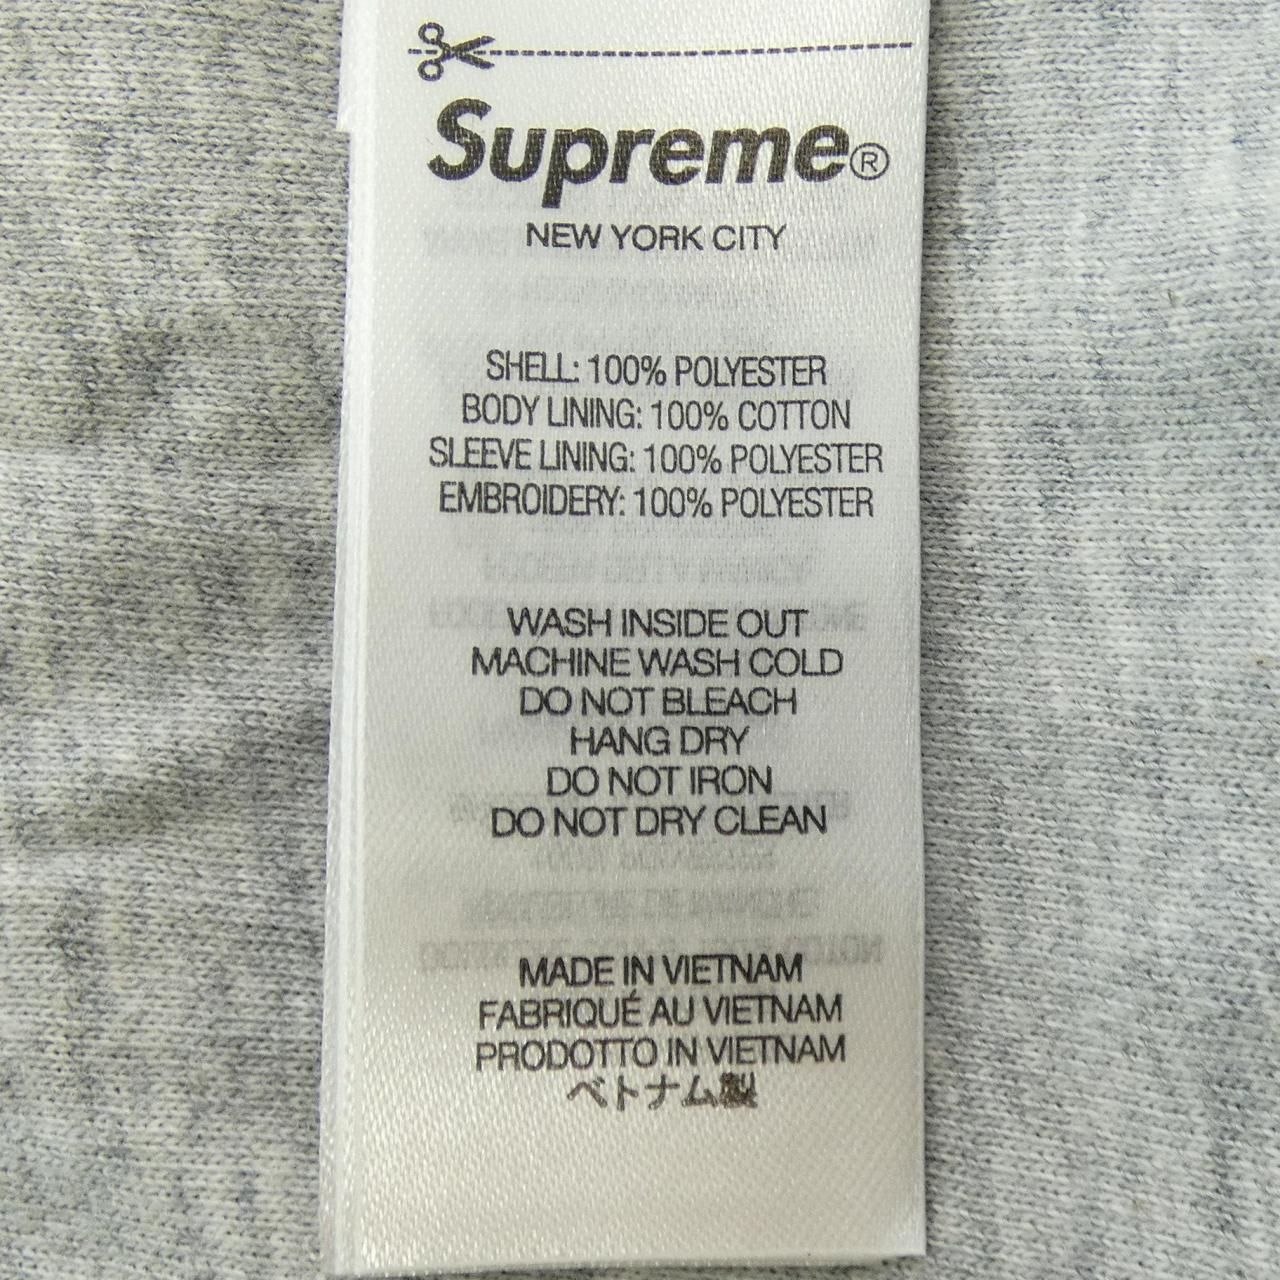 Supreme®
NEW YORK CITY
SHELL: 100% POLYESTER
BODY LINING: 100% COTTON
SLEEVE LINING: 100% POLYESTER
EMBROIDERY: 100% POLYESTER
WASH INSIDE OUT
MACHINE WASH COLD
DO NOT BLEACH
HANG DRY
DO NOT IRON
DO NOT DRY CLEAN
MADE IN VIETNAM
FABRIQUÉ AU VIETNAM
PRODOTTO IN VIETNAM
ベトナム製